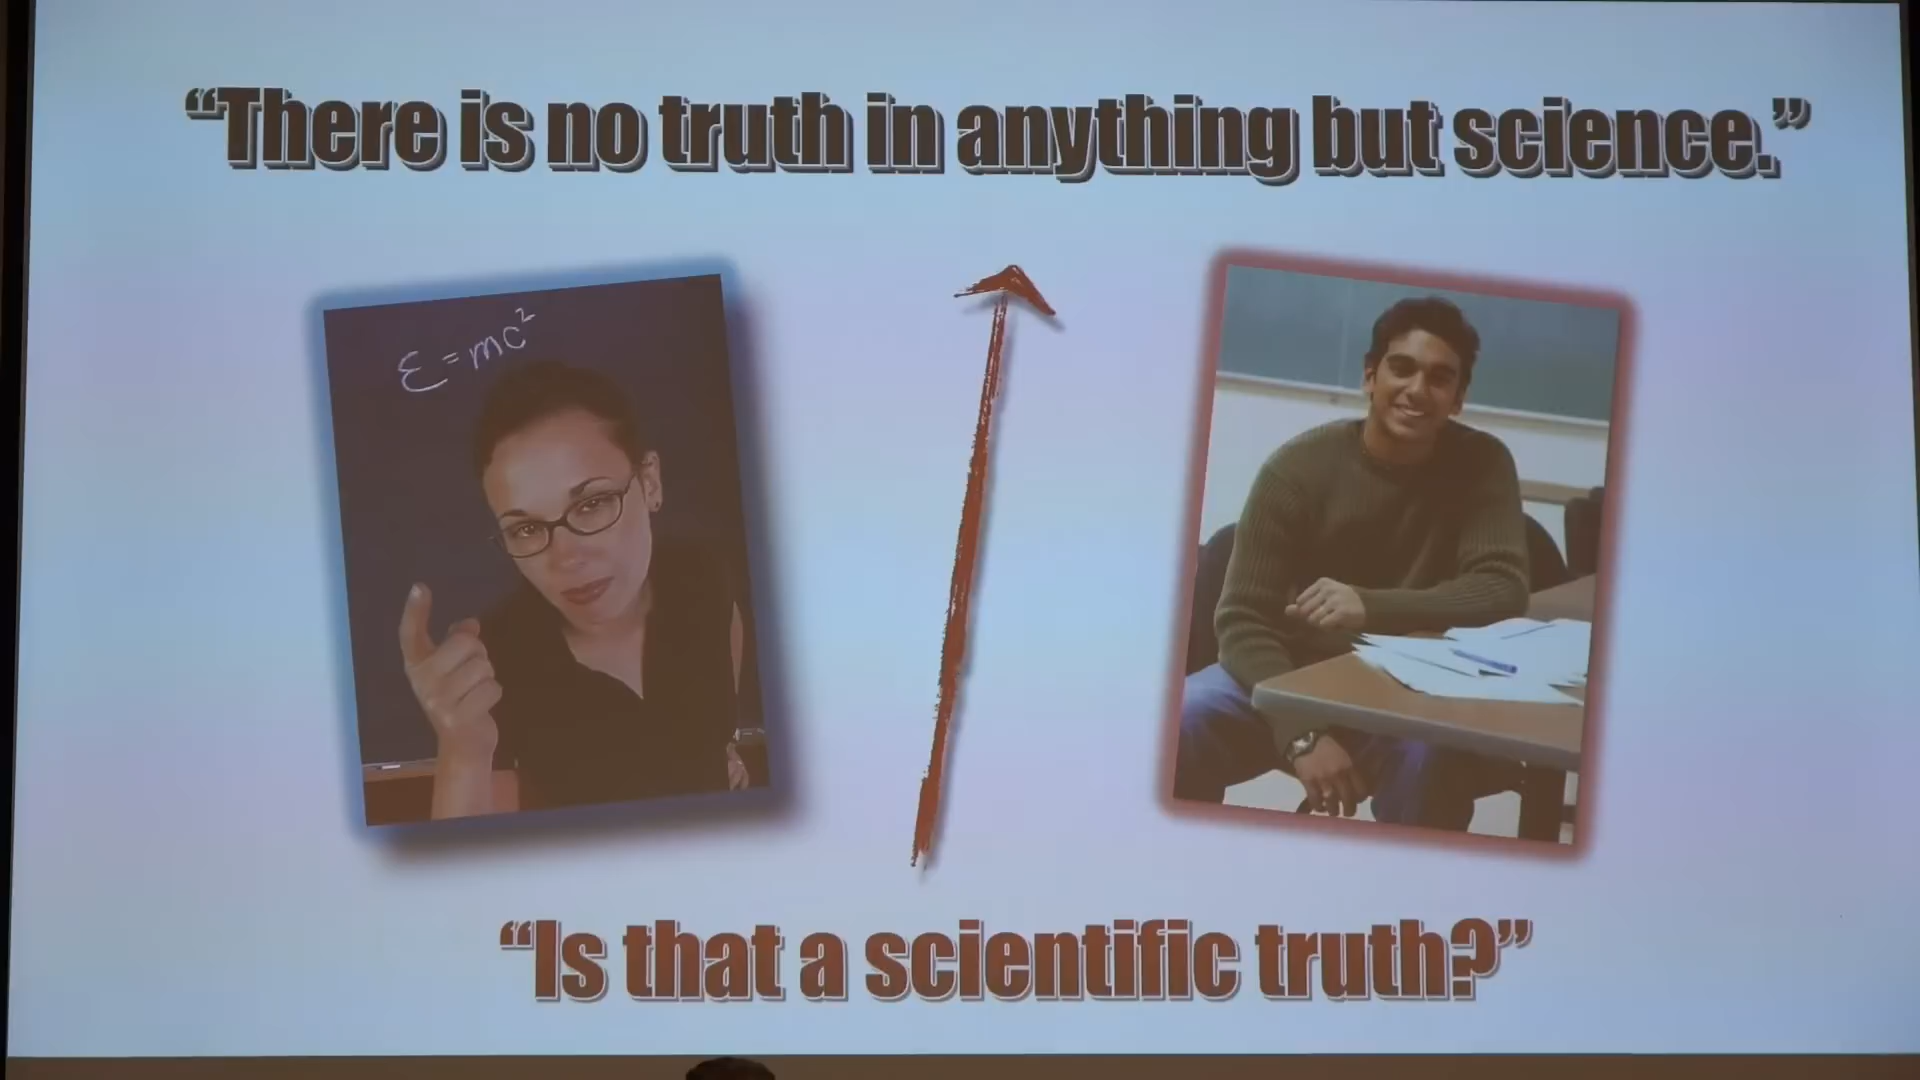 “There is no truth in anything but science.”
ε=mc²
“Is that a scientific truth?”